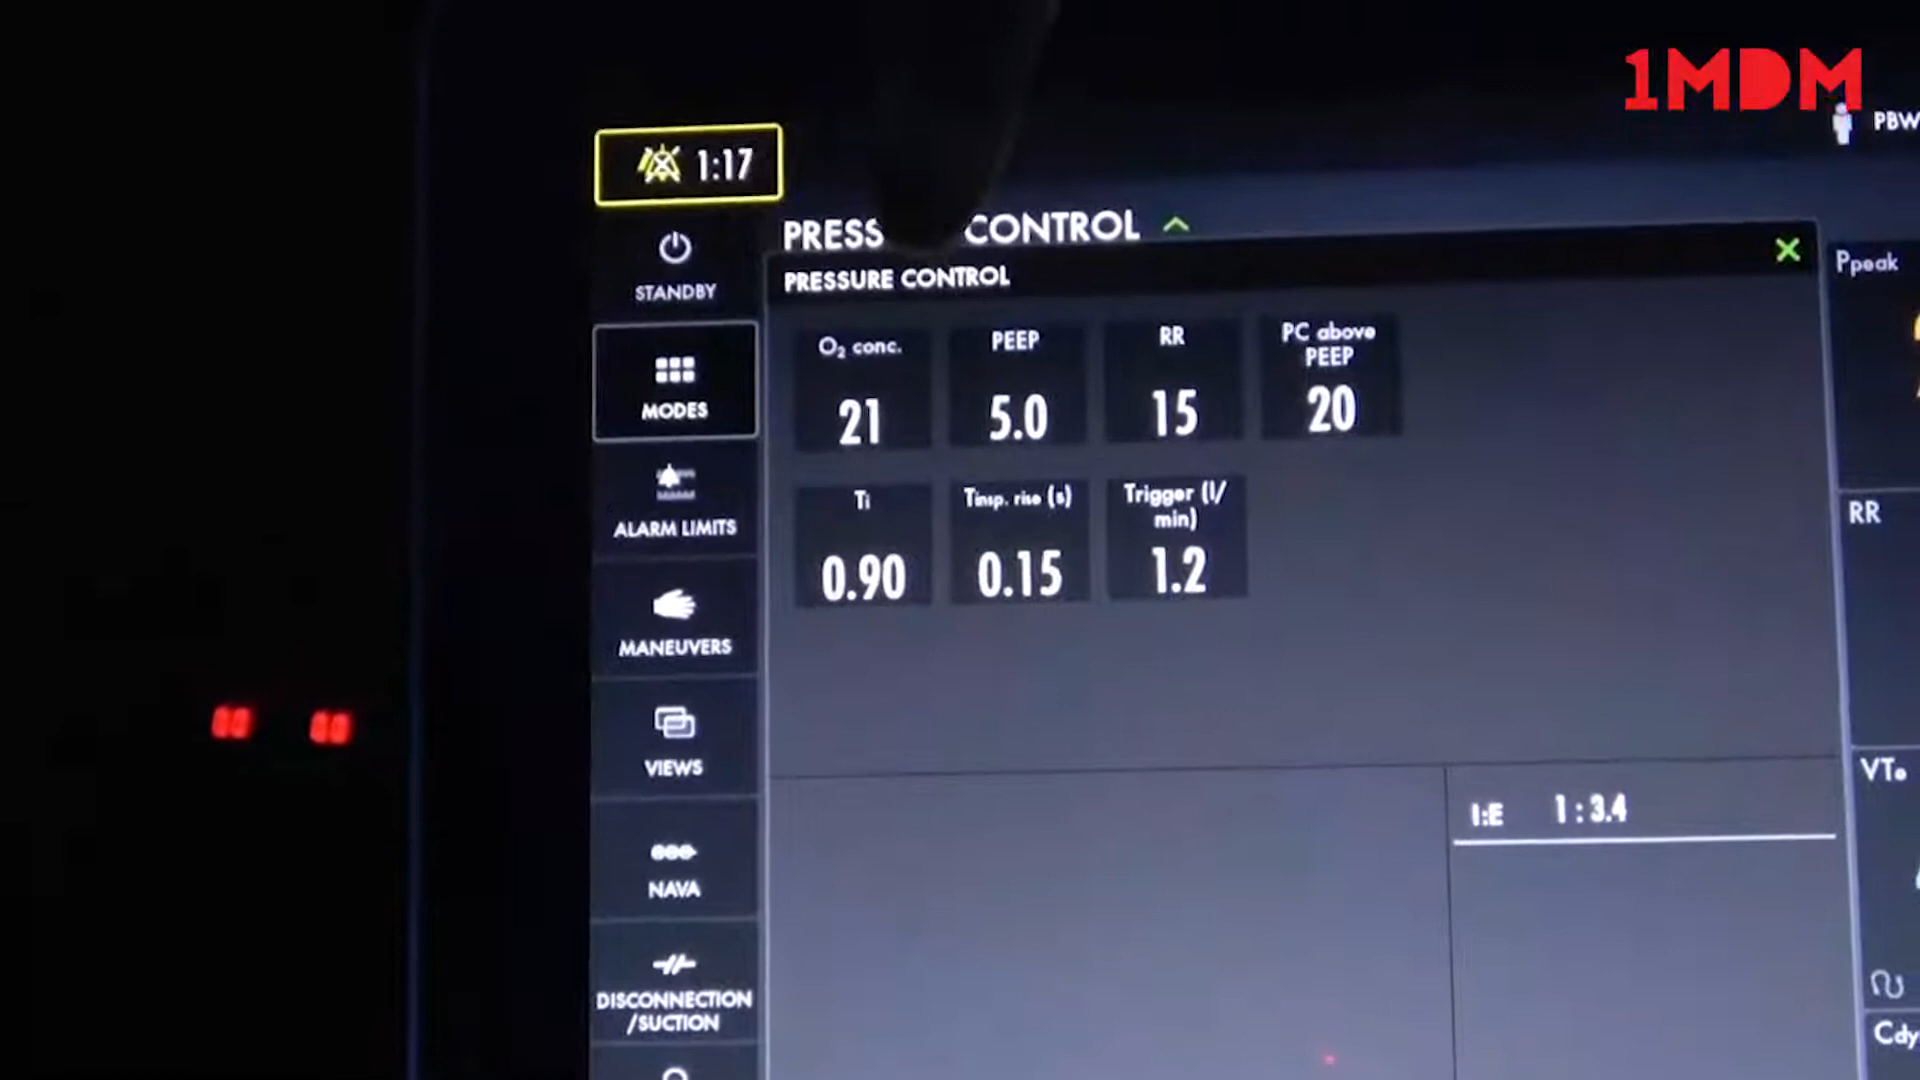 1MDM
PBW
1:17
PRESS CONTROL
PRESSURE CONTROL
STANDBY
MODES
ALARM LIMITS
MANEUVERS
VIEWS
NAVA
DISCONNECTION
/SUCTION
O₂ conc.
21
PEEP
5.0
RR
15
PC above
PEEP
20
Ti
0.90
Tinsp. rise (s)
0.15
Trigger (l/
min)
1.2
I:E 1 : 3.4
Ppeak
RR
VTe
Cdy